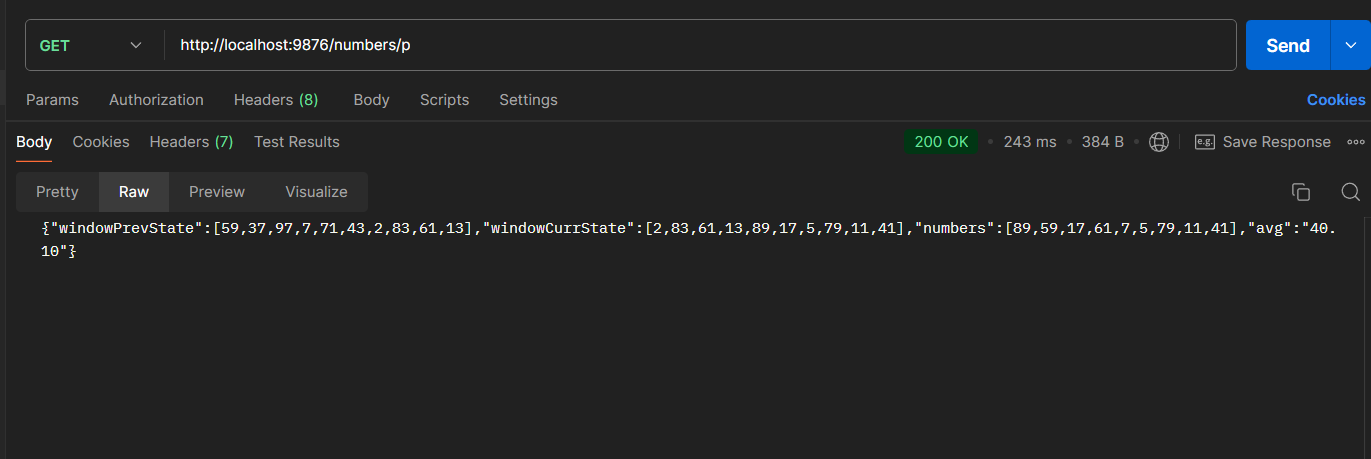 GET http://localhost:9876/numbers/p Send
Params Authorization Headers (8) Body Scripts Settings Cookies
Body Cookies Headers (7) Test Results 200 OK • 243 ms • 384 B • e.g. Save Response
Pretty Raw Preview Visualize
{"windowPrevState":[59,37,97,7,71,43,2,83,61,13],"windowCurrState":[2,83,61,13,89,17,5,79,11,41],"numbers":[89,59,17,61,7,5,79,11,41],"avg":"40.
10"}